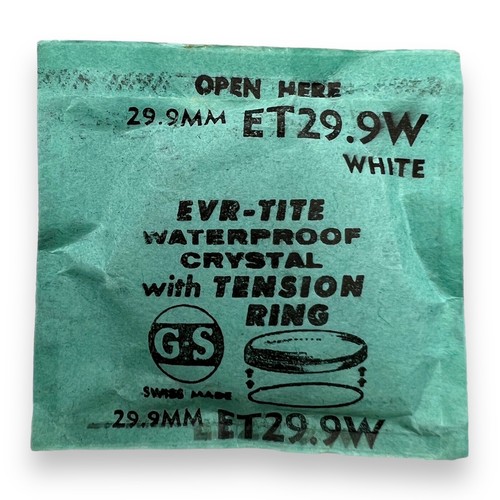 OPEN HERE
29.9MM ET29.9W
WHITE
EVR-TITE
WATERPROOF
CRYSTAL
with TENSION
RING
G-S
SWISS MADE
29.9MM ET29.9W